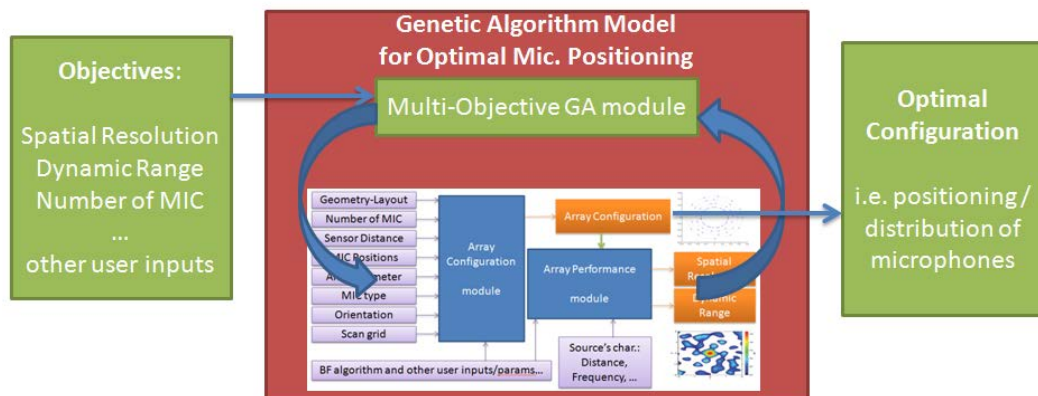 Genetic Algorithm Model
for Optimal Mic. Positioning
Objectives:
Spatial Resolution
Dynamic Range
Number of MIC
...
other user inputs
Multi-Objective GA module
Geometry-Layout
Number of MIC
Sensor Distance
MIC Positions
MIC type
Orientation
Scan grid
Array
Configuration
module
Array Configuration
Array Performance
module
Spatial
Dynamic
Range
BF algorithm and other user inputs/params...
Source's char.:
Distance,
Frequency, ...
Optimal
Configuration
i.e. positioning /
distribution of
microphones